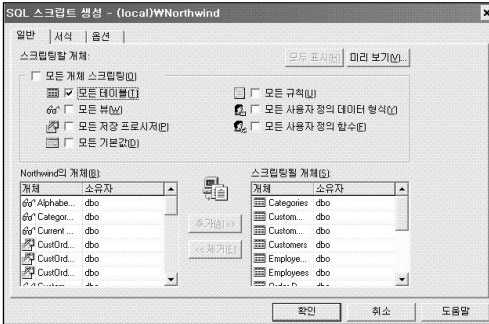 SQL 스크립트 생성 - (local)₩Northwind
일반 서식 옵션
스크립팅할 개체:
모두 표시(H) 미리 보기(V)...
모든 개체 스크립팅(O)
모든 테이블(T)
모든 규칙(U)
모든 뷰(W)
모든 사용자 정의 데이터 형식(Y)
모든 저장 프로시저(P)
모든 사용자 정의 함수(F)
모든 기본값(D)
Northwind의 개체(B):
스크립팅될 개체(S):
개체 소유자
개체 소유자
Alphabe... dbo
Categories dbo
Categor... dbo
Custom... dbo
Current ... dbo
Custom... dbo
CustOrd... dbo
Customers dbo
CustOrd... dbo
Employe... dbo
CustOrd... dbo
Employees dbo
Custom... dbo
Order D... dbo
추가(A)>>
<<제거(E)
확인 취소 도움말